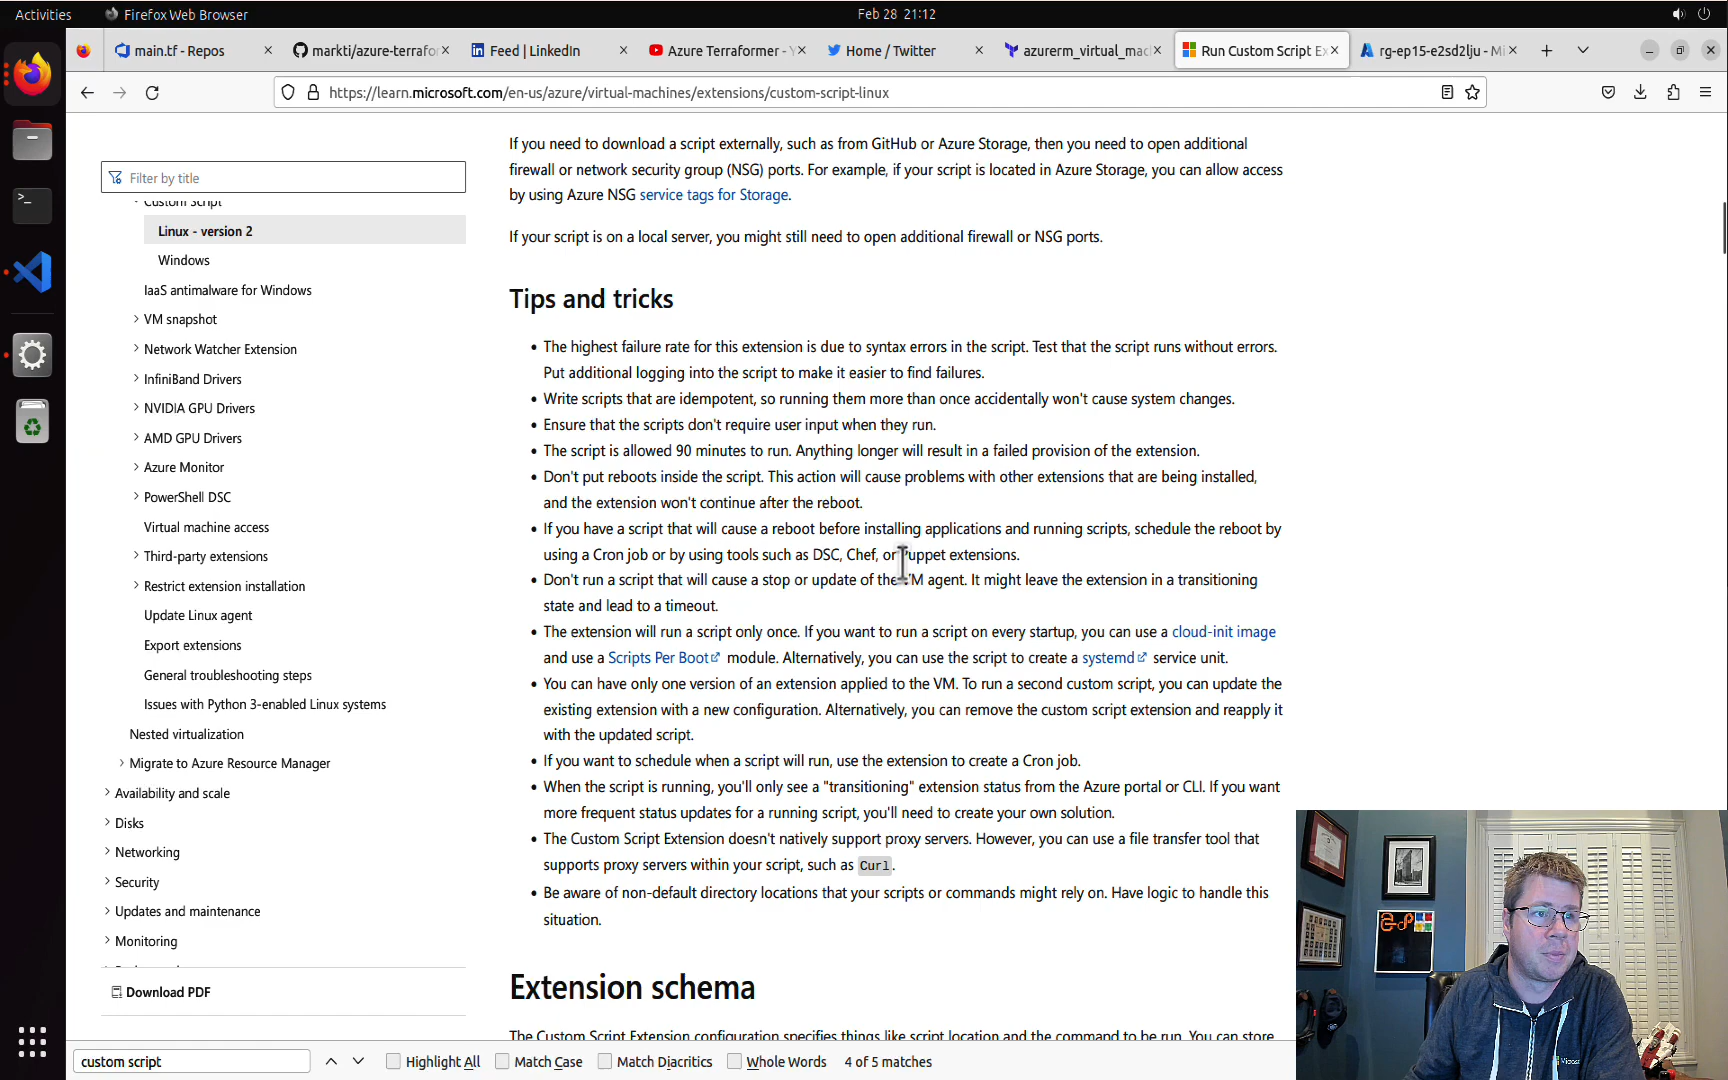 Activities
Firefox Web Browser
Feb 28 21:12
main.tf - Repos
markti/azure-terrafor
Feed | LinkedIn
Azure Terraformer - Y
Home / Twitter
azurerm_virtual_mac
Run Custom Script Ex
rg-ep15-e2sd2lju - Mi
https://learn.microsoft.com/en-us/azure/virtual-machines/extensions/custom-script-linux
Filter by title
Custom Script
Linux - version 2
Windows
IaaS antimalware for Windows
VM snapshot
Network Watcher Extension
InfiniBand Drivers
NVIDIA GPU Drivers
AMD GPU Drivers
Azure Monitor
PowerShell DSC
Virtual machine access
Third-party extensions
Restrict extension installation
Update Linux agent
Export extensions
General troubleshooting steps
Issues with Python 3-enabled Linux systems
Nested virtualization
Migrate to Azure Resource Manager
Availability and scale
Disks
Networking
Security
Updates and maintenance
Monitoring
Download PDF
If you need to download a script externally, such as from GitHub or Azure Storage, then you need to open additional
firewall or network security group (NSG) ports. For example, if your script is located in Azure Storage, you can allow access
by using Azure NSG service tags for Storage.
If your script is on a local server, you might still need to open additional firewall or NSG ports.
Tips and tricks
• The highest failure rate for this extension is due to syntax errors in the script. Test that the script runs without errors.
Put additional logging into the script to make it easier to find failures.
• Write scripts that are idempotent, so running them more than once accidentally won't cause system changes.
• Ensure that the scripts don't require user input when they run.
• The script is allowed 90 minutes to run. Anything longer will result in a failed provision of the extension.
• Don't put reboots inside the script. This action will cause problems with other extensions that are being installed,
and the extension won't continue after the reboot.
• If you have a script that will cause a reboot before installing applications and running scripts, schedule the reboot by
using a Cron job or by using tools such as DSC, Chef, or Puppet extensions.
• Don't run a script that will cause a stop or update of the VM agent. It might leave the extension in a transitioning
state and lead to a timeout.
• The extension will run a script only once. If you want to run a script on every startup, you can use a cloud-init image
and use a Scripts Per Boot module. Alternatively, you can use the script to create a systemd service unit.
• You can have only one version of an extension applied to the VM. To run a second custom script, you can update the
existing extension with a new configuration. Alternatively, you can remove the custom script extension and reapply it
with the updated script.
• If you want to schedule when a script will run, use the extension to create a Cron job.
• When the script is running, you'll only see a "transitioning" extension status from the Azure portal or CLI. If you want
more frequent status updates for a running script, you'll need to create your own solution.
• The Custom Script Extension doesn't natively support proxy servers. However, you can use a file transfer tool that
supports proxy servers within your script, such as Curl.
• Be aware of non-default directory locations that your scripts or commands might rely on. Have logic to handle this
situation.
Extension schema
The Custom Script Extension configuration specifies things like script location and the command to be run. You can store
custom script
Highlight All
Match Case
Match Diacritics
Whole Words
4 of 5 matches